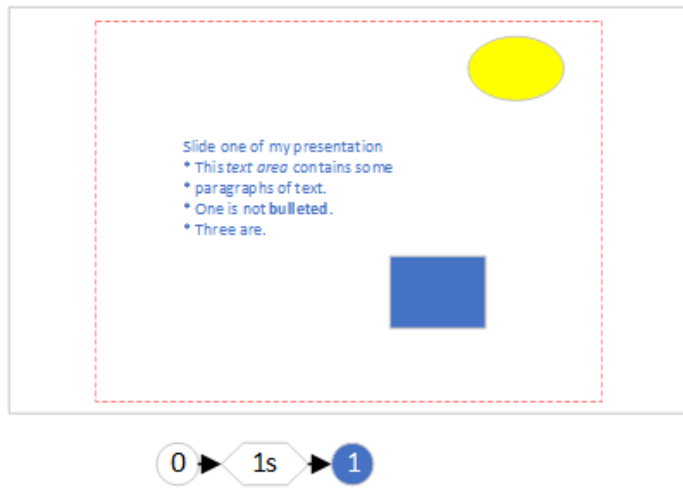 Slide one of my presentation
* This text area contains some
* paragraphs of text.
* One is not bulleted.
* Three are.
0 1s 1